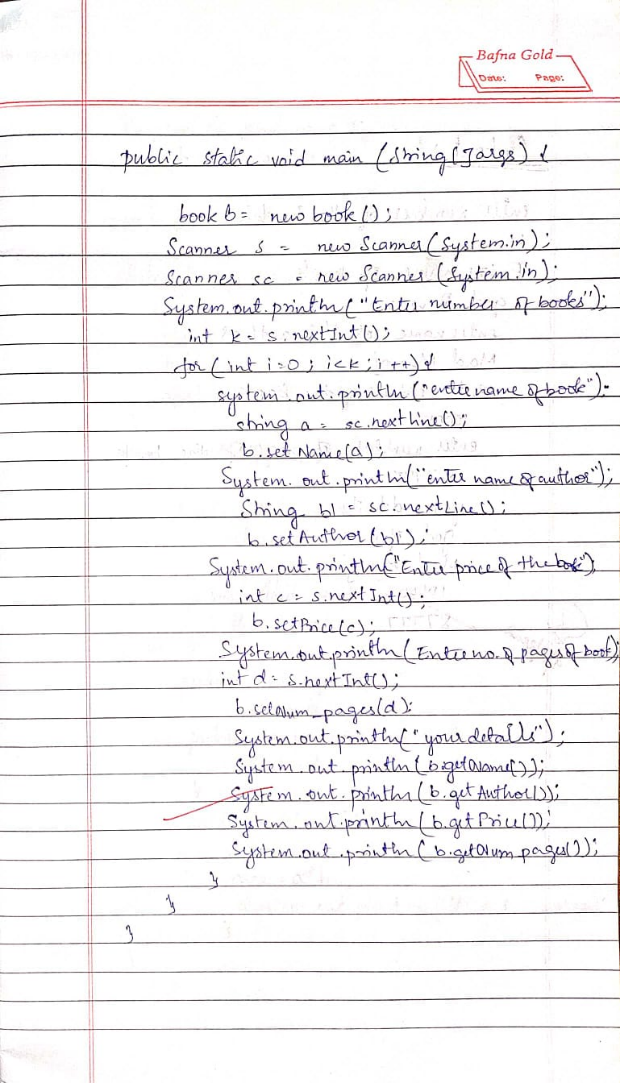 Bafna Gold
Date: Page:
public static void main (String[] args) {
book b = new book();
Scanner s = new Scanner(System.in);
Scanner sc = new Scanner (System.in);
System.out.println("Enter number of books");
int k = s.nextInt();
for (int i=0; i<k; i++){
system.out.println("enter name of book");
string a = sc.nextLine();
b.setName(a);
System.out.println("enter name of author");
String b1 = sc.nextLine();
b.setAuthor(b1);
System.out.println("Enter price of the book")
int c = s.nextInt();
b.setPrice(c);
System.out.println(Enter no. of pages of book);
int d = s.nextInt();
b.setNum_pages(d);
System.out.println("your details");
System.out.println(b.getName());
System.out.println(b.getAuthor());
System.out.println(b.getPrice());
System.out.println(b.getNum pages());
}
}
}